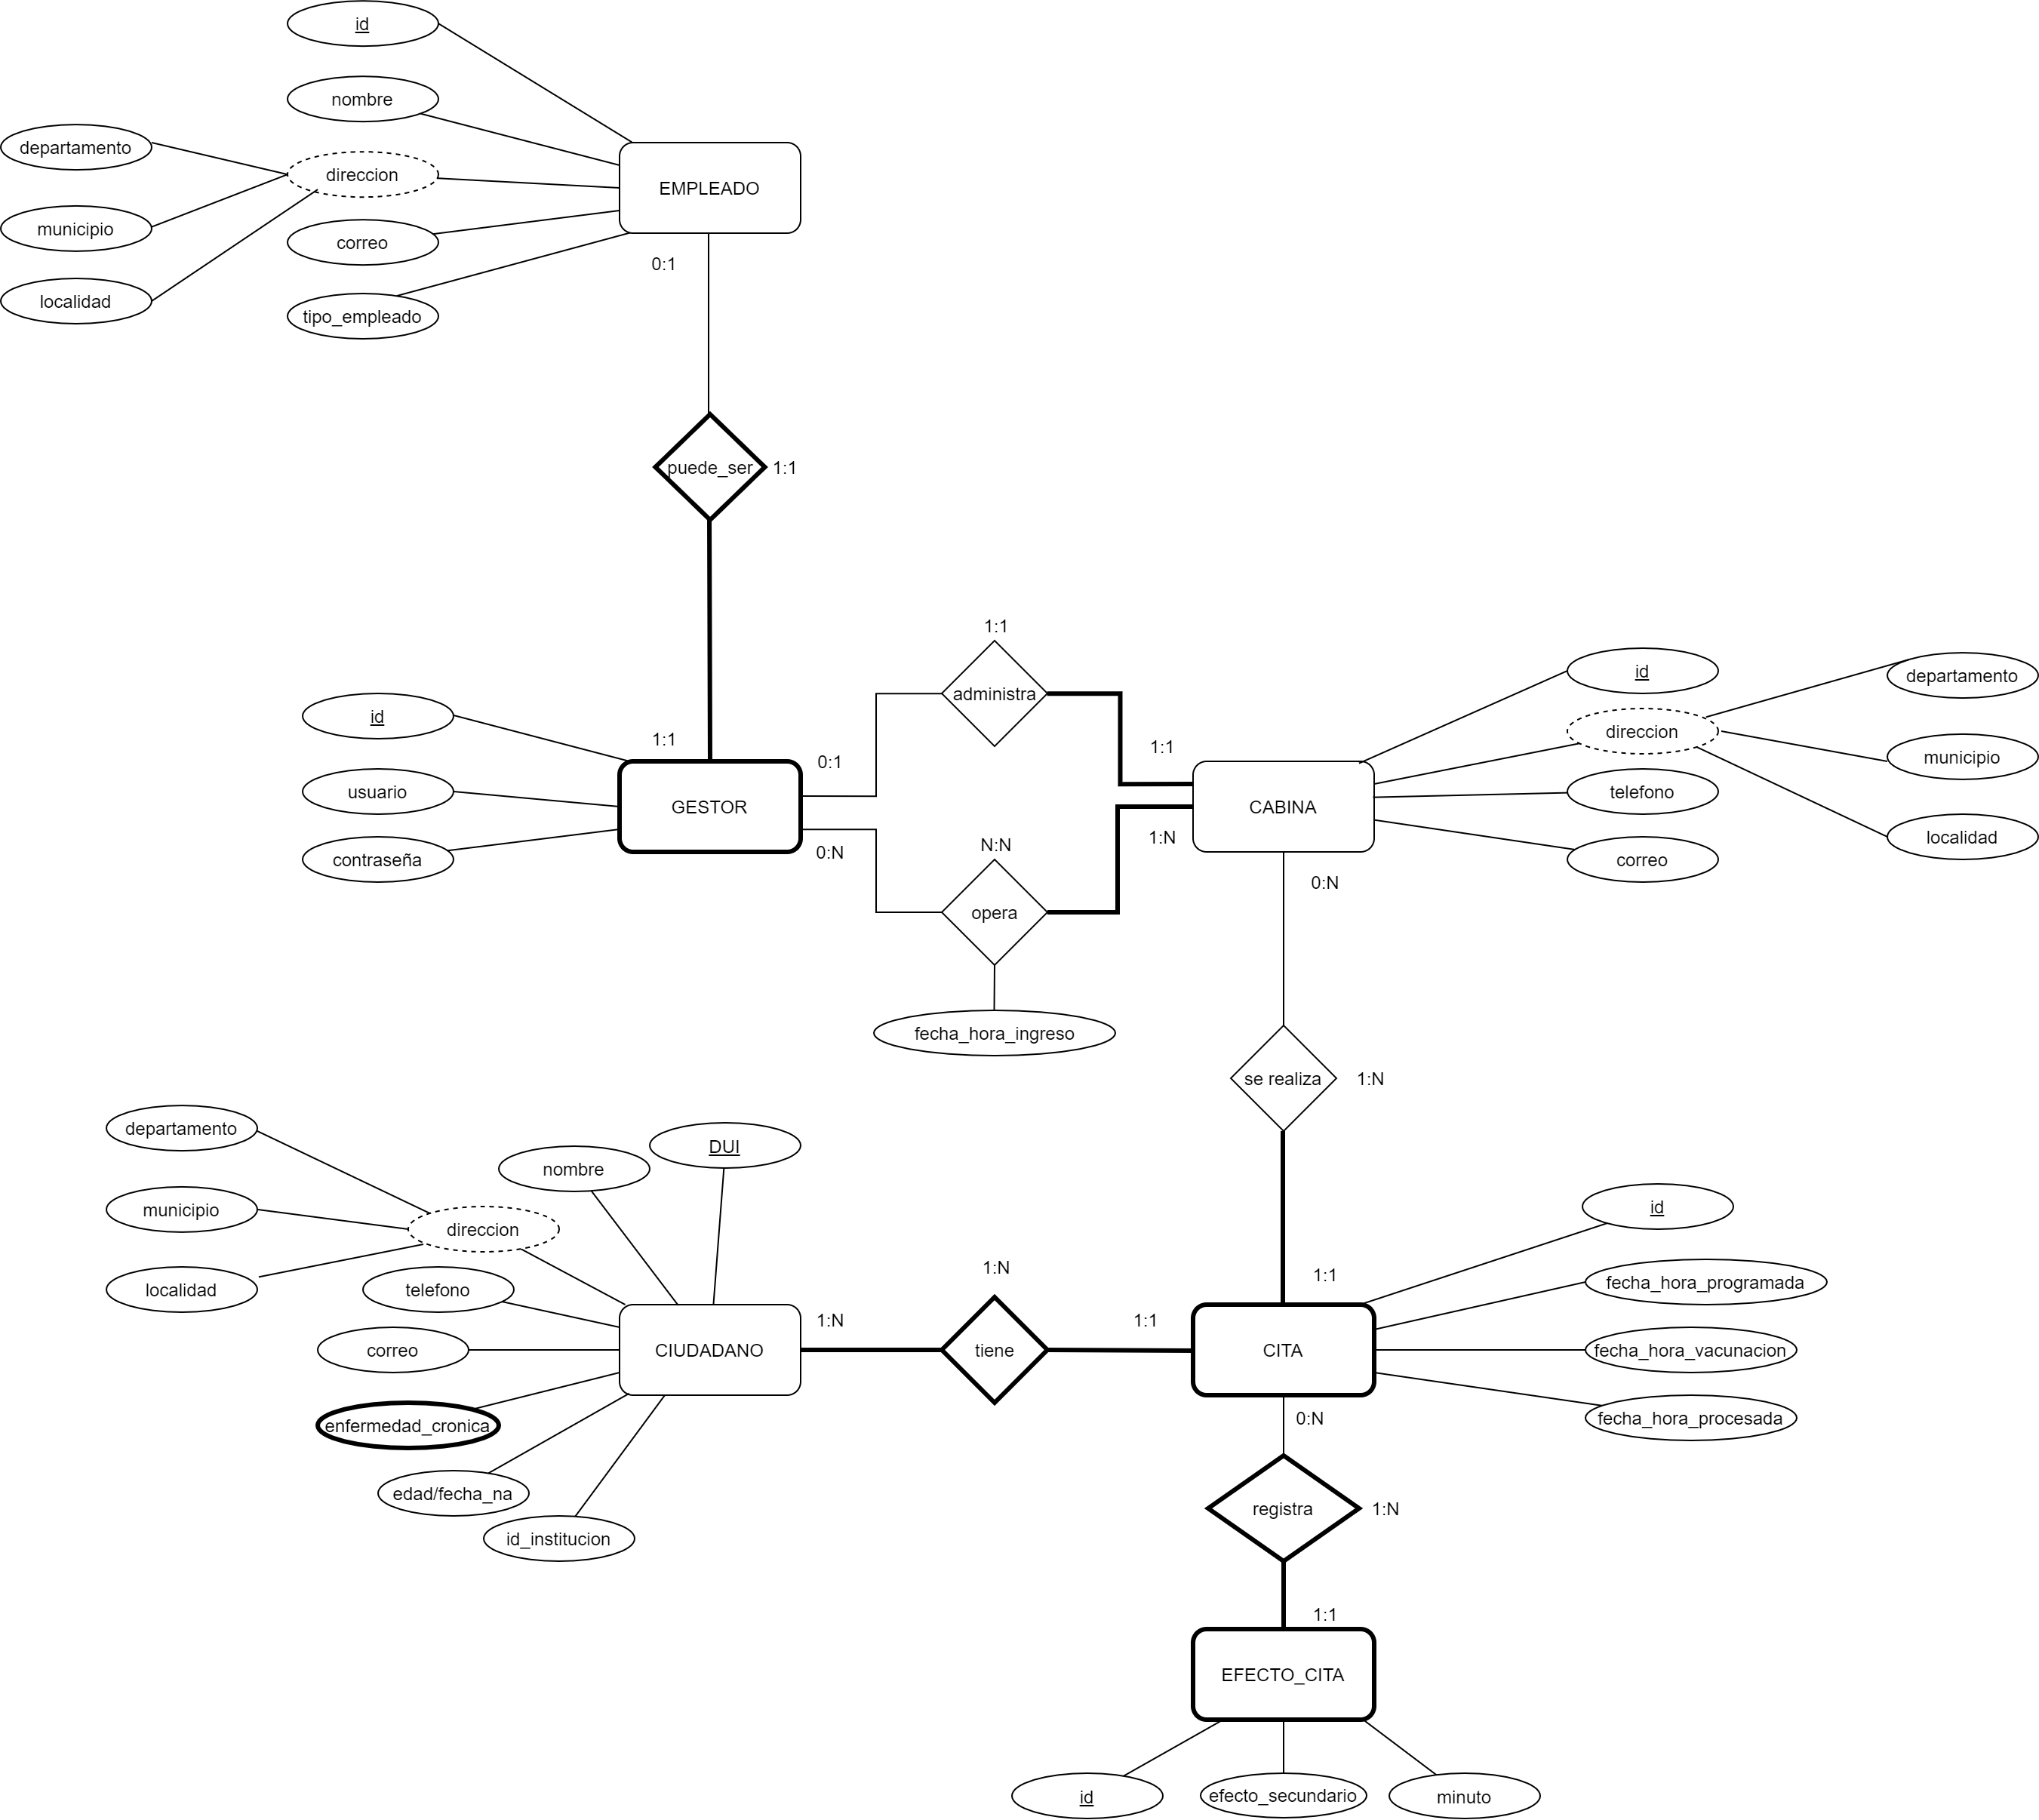 id
nombre
departamento
direccion
EMPLEADO
municipio
correo
localidad
tipo_empleado
0:1
puede_ser
1:1
1:1
id
usuario
contraseña
GESTOR
0:1
0:N
1:1
administra
1:1
N:N
opera
1:N
fecha_hora_ingreso
CABINA
id
direccion
telefono
correo
departamento
municipio
localidad
0:N
se realiza
1:N
1:1
departamento
municipio
localidad
direccion
nombre
DUI
telefono
correo
enfermedad_cronica
edad/fecha_na
id_institucion
CIUDADANO
1:N
1:N
tiene
1:1
CITA
id
fecha_hora_programada
fecha_hora_vacunacion
fecha_hora_procesada
0:N
registra
1:N
1:1
EFECTO_CITA
id
efecto_secundario
minuto